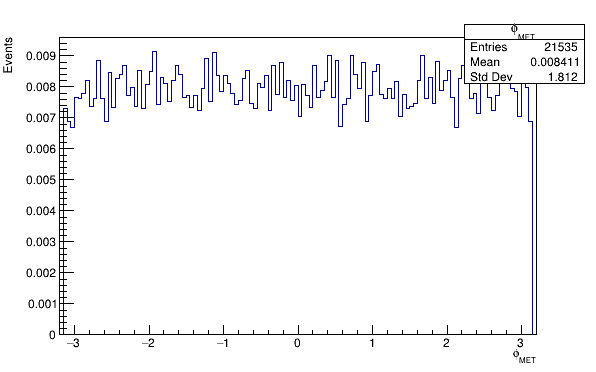 ϕ_MET
Entries 21535
Mean 0.008411
Std Dev 1.812
Events
0.009
0.008
0.007
0.006
0.005
0.004
0.003
0.002
0.001
0
−3 −2 −1 0 1 2 3
ϕ_MET